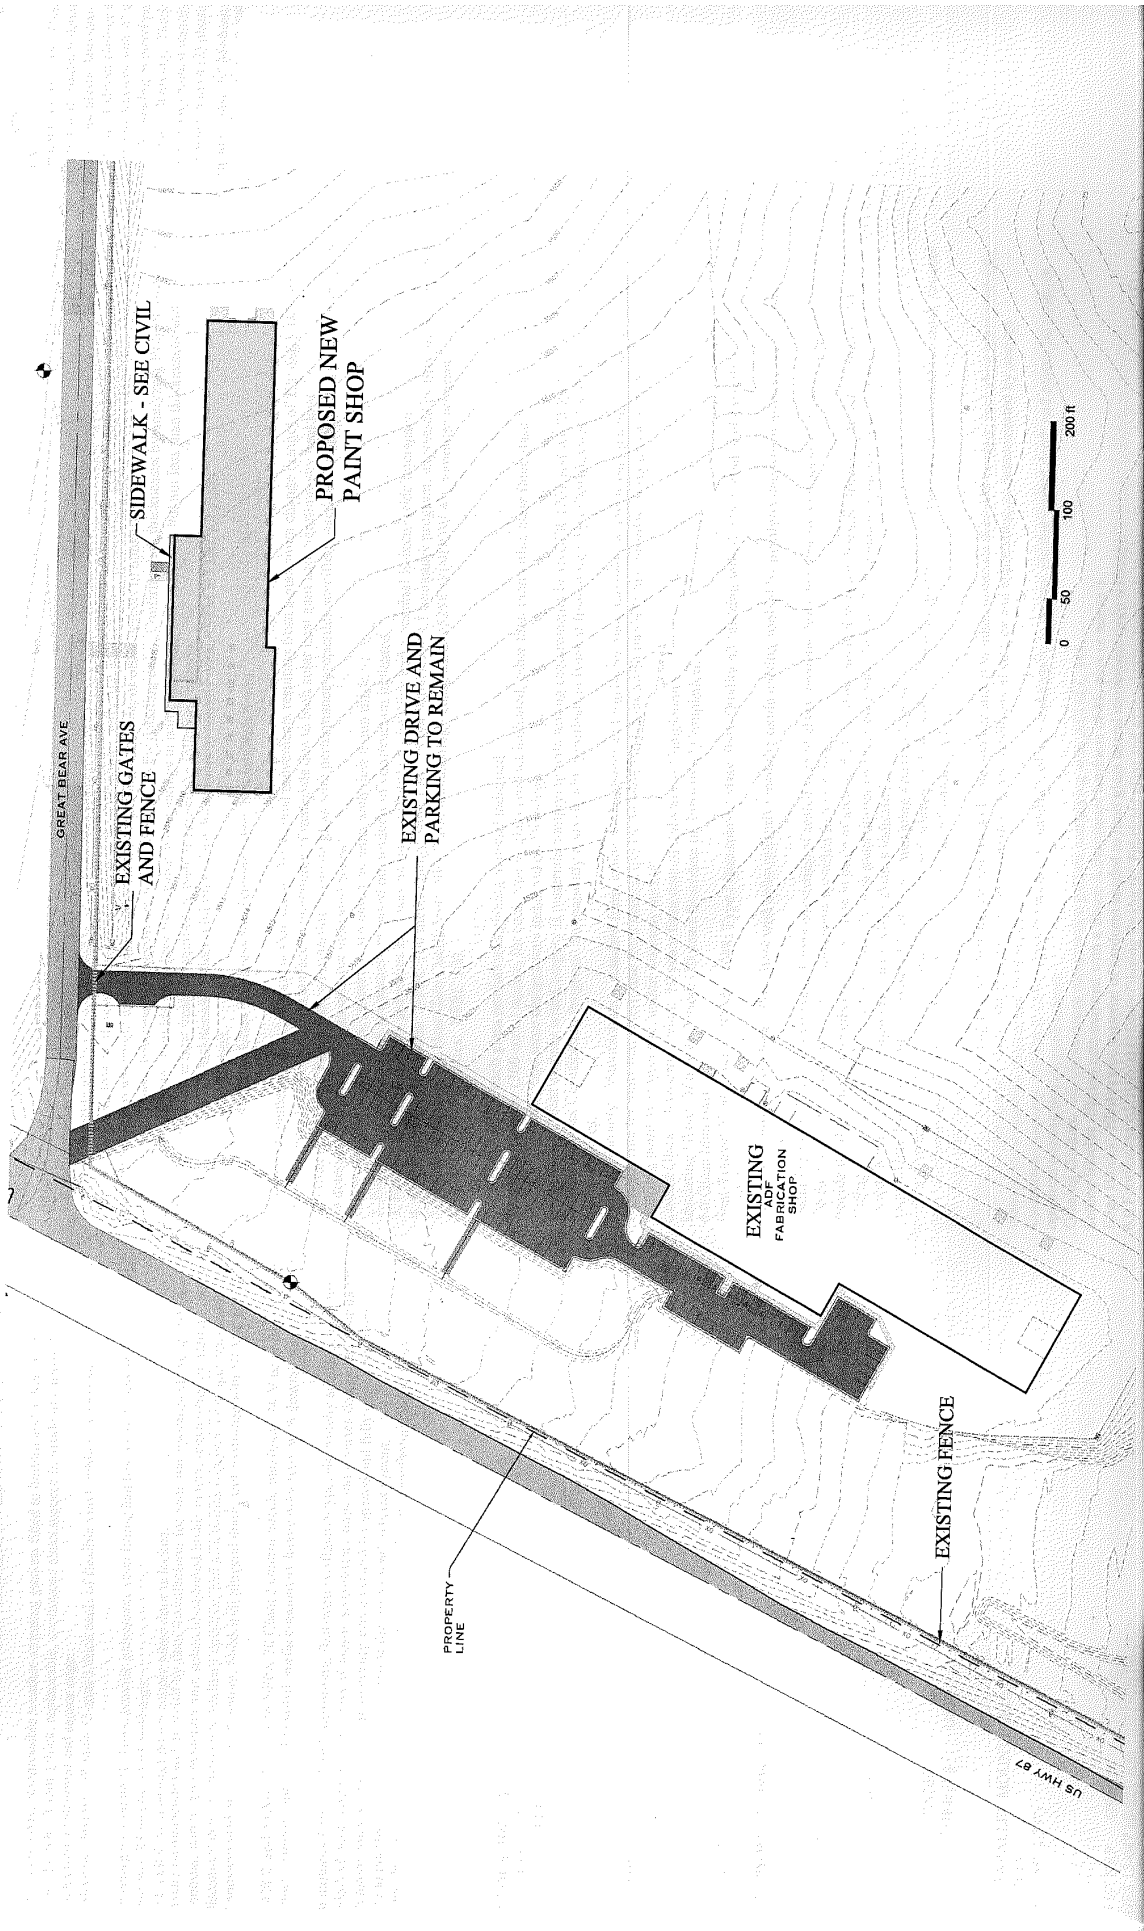 GREAT BEAR AVE
SIDEWALK - SEE CIVIL
PROPOSED NEW
PAINT SHOP
EXISTING GATES
AND FENCE
EXISTING DRIVE AND
PARKING TO REMAIN
0 50 100 200 ft
EXISTING
ADF
FABRICATION
SHOP
PROPERTY
LINE
EXISTING FENCE
US HWY 87